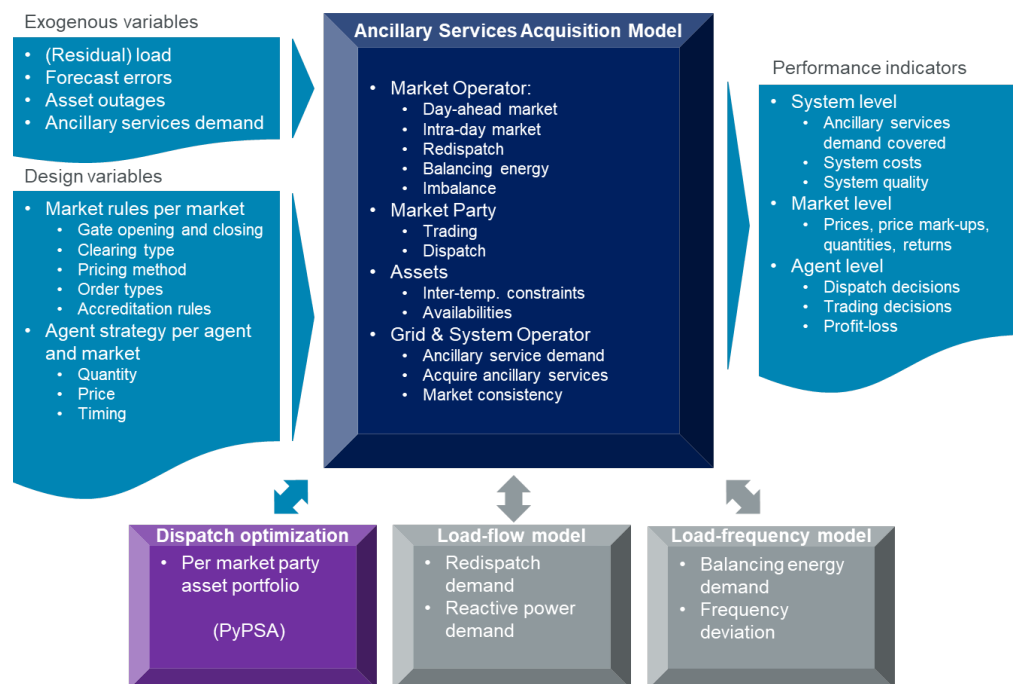 Exogenous variables
• (Residual) load
• Forecast errors
• Asset outages
• Ancillary services demand
Design variables
• Market rules per market
• Gate opening and closing
• Clearing type
• Pricing method
• Order types
• Accreditation rules
• Agent strategy per agent
and market
• Quantity
• Price
• Timing
Ancillary Services Acquisition Model
• Market Operator:
• Day-ahead market
• Intra-day market
• Redispatch
• Balancing energy
• Imbalance
• Market Party
• Trading
• Dispatch
• Assets
• Inter-temp. constraints
• Availabilities
• Grid & System Operator
• Ancillary service demand
• Acquire ancillary services
• Market consistency
Performance indicators
• System level
• Ancillary services
demand covered
• System costs
• System quality
• Market level
• Prices, price mark-ups,
quantities, returns
• Agent level
• Dispatch decisions
• Trading decisions
• Profit-loss
Dispatch optimization
• Per market party
asset portfolio
(PyPSA)
Load-flow model
• Redispatch
demand
• Reactive power
demand
Load-frequency model
• Balancing energy
demand
• Frequency
deviation